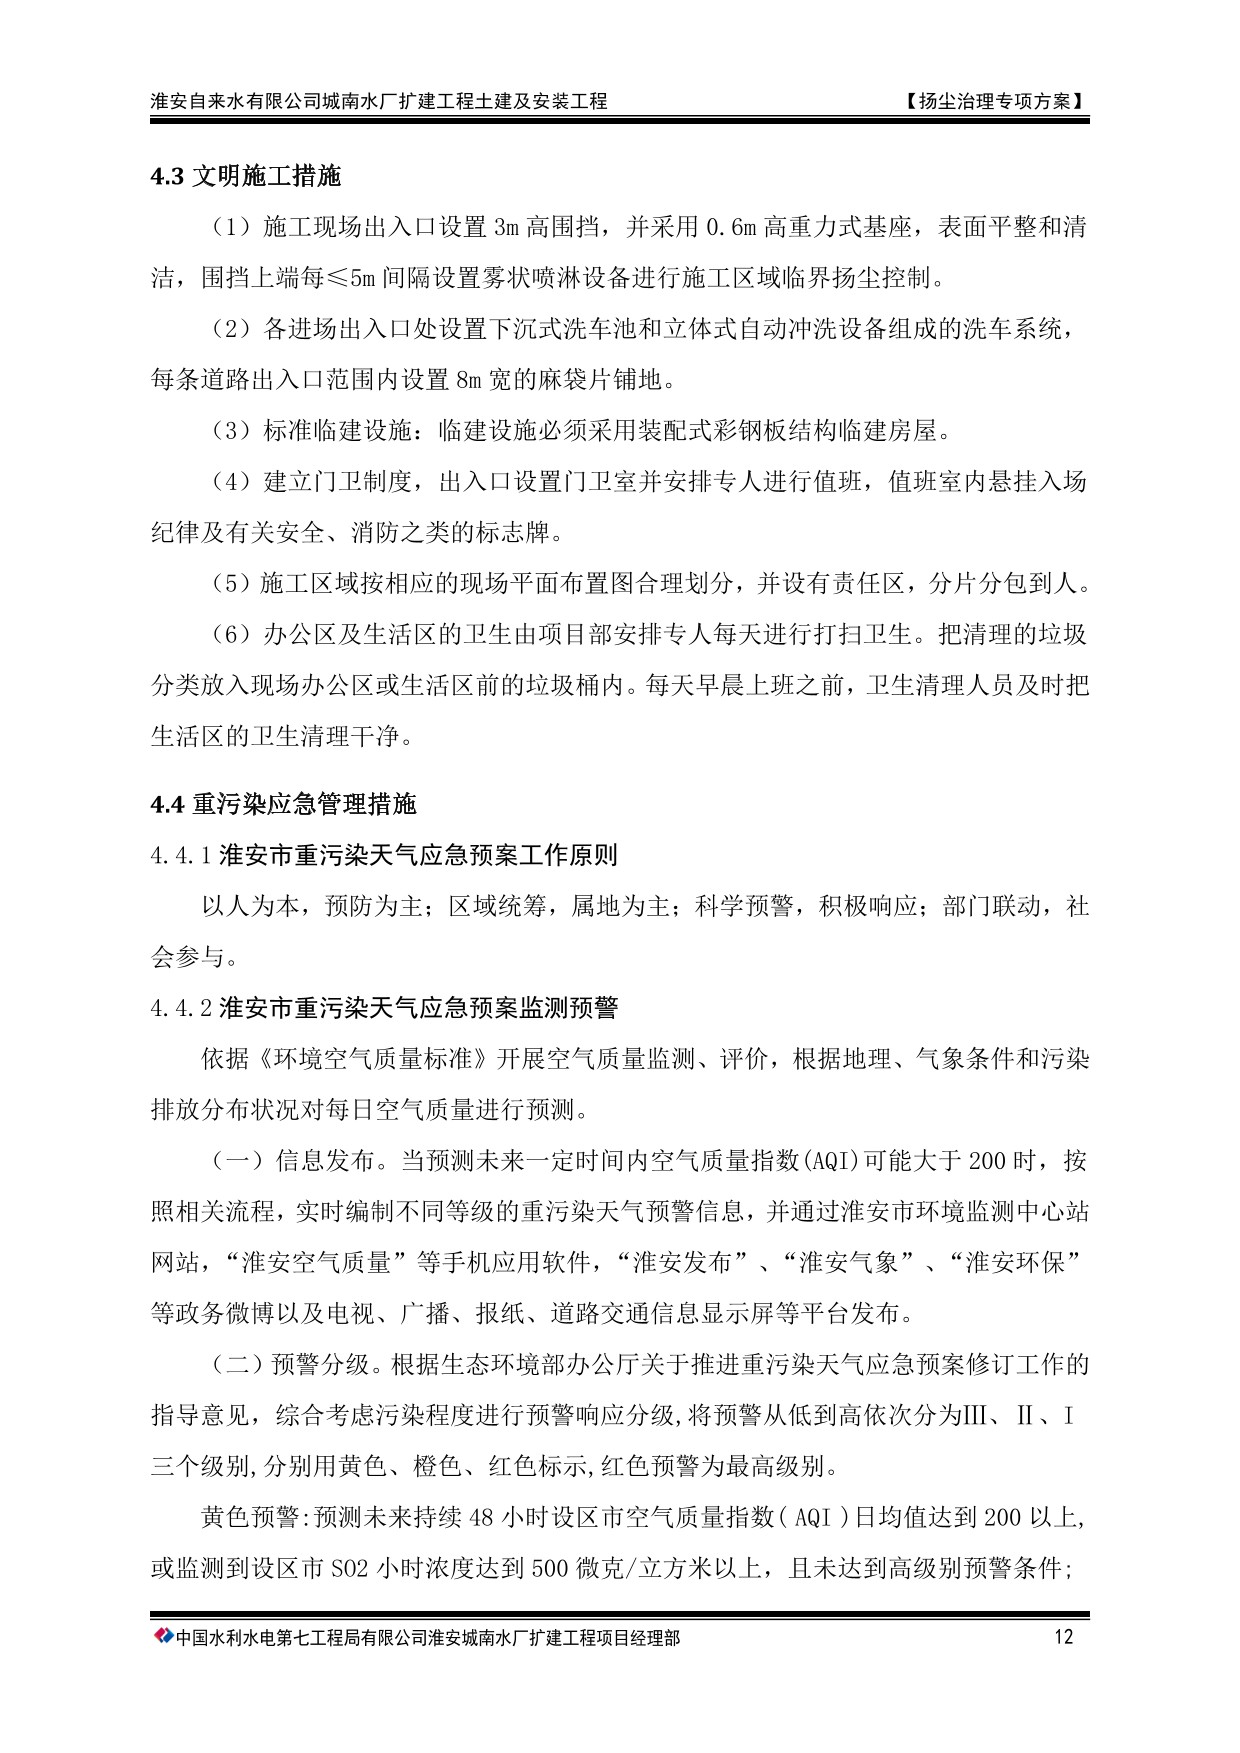 淮安自来水有限公司城南水厂扩建工程土建及安装工程 【扬尘治理专项方案】
4.3 文明施工措施
（1）施工现场出入口设置 3m 高围挡，并采用 0.6m 高重力式基座，表面平整和清
洁，围挡上端每≤5m 间隔设置雾状喷淋设备进行施工区域临界扬尘控制。
（2）各进场出入口处设置下沉式洗车池和立体式自动冲洗设备组成的洗车系统，
每条道路出入口范围内设置 8m 宽的麻袋片铺地。
（3）标准临建设施：临建设施必须采用装配式彩钢板结构临建房屋。
（4）建立门卫制度，出入口设置门卫室并安排专人进行值班，值班室内悬挂入场
纪律及有关安全、消防之类的标志牌。
（5）施工区域按相应的现场平面布置图合理划分，并设有责任区，分片分包到人。
（6）办公区及生活区的卫生由项目部安排专人每天进行打扫卫生。把清理的垃圾
分类放入现场办公区或生活区前的垃圾桶内。每天早晨上班之前，卫生清理人员及时把
生活区的卫生清理干净。
4.4 重污染应急管理措施
4.4.1 淮安市重污染天气应急预案工作原则
以人为本，预防为主；区域统筹，属地为主；科学预警，积极响应；部门联动，社
会参与。
4.4.2 淮安市重污染天气应急预案监测预警
依据《环境空气质量标准》开展空气质量监测、评价，根据地理、气象条件和污染
排放分布状况对每日空气质量进行预测。
（一）信息发布。当预测未来一定时间内空气质量指数(AQI)可能大于 200 时，按
照相关流程，实时编制不同等级的重污染天气预警信息，并通过淮安市环境监测中心站
网站，“淮安空气质量”等手机应用软件，“淮安发布”、“淮安气象”、“淮安环保”
等政务微博以及电视、广播、报纸、道路交通信息显示屏等平台发布。
（二）预警分级。根据生态环境部办公厅关于推进重污染天气应急预案修订工作的
指导意见，综合考虑污染程度进行预警响应分级,将预警从低到高依次分为Ⅲ、Ⅱ、Ⅰ
三个级别,分别用黄色、橙色、红色标示,红色预警为最高级别。
黄色预警:预测未来持续 48 小时设区市空气质量指数( AQI )日均值达到 200 以上,
或监测到设区市 SO2 小时浓度达到 500 微克/立方米以上，且未达到高级别预警条件;
中国水利水电第七工程局有限公司淮安城南水厂扩建工程项目经理部 12